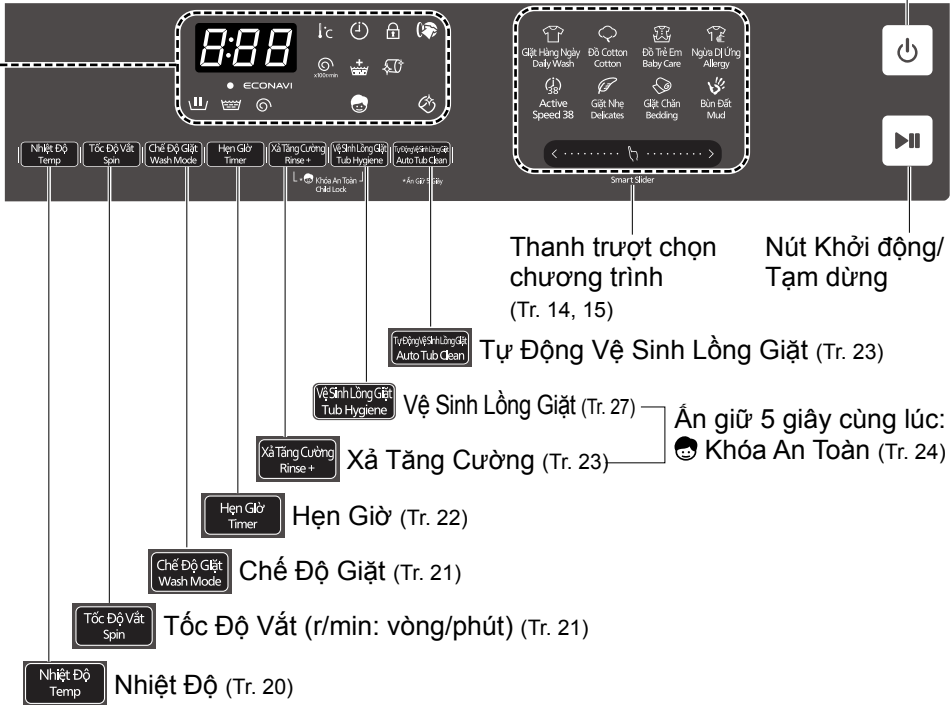 8:88
°C
x100r/min
ECONAVI
Giặt Hàng Ngày
Daily Wash
Đồ Cotton
Cotton
Đồ Trẻ Em
Baby Care
Ngừa Dị Ứng
Allergy
38'
Active
Speed 38
Giặt Nhẹ
Delicates
Giặt Chăn
Bedding
Bùn Đất
Mud
Smart Slider
Nhiệt Độ
Temp
Tốc Độ Vắt
Spin
Chế Độ Giặt
Wash Mode
Hẹn Giờ
Timer
Xả Tăng Cường
Rinse +
Vệ Sinh Lồng Giặt
Tub Hygiene
Tự Động Vệ Sinh Lồng Giặt
Auto Tub Clean
* Khóa An Toàn
Child Lock
* Ấn Giữ 5 Giây
Thanh trượt chọn
chương trình
(Tr. 14, 15)
Nút Khởi động/
Tạm dừng
Tự Động Vệ Sinh Lồng Giặt
Auto Tub Clean
Tự Động Vệ Sinh Lồng Giặt (Tr. 23)
Vệ Sinh Lồng Giặt
Tub Hygiene
Vệ Sinh Lồng Giặt (Tr. 27)
Ấn giữ 5 giây cùng lúc:
Khóa An Toàn (Tr. 24)
Xả Tăng Cường
Rinse +
Xả Tăng Cường (Tr. 23)
Hẹn Giờ
Timer
Hẹn Giờ (Tr. 22)
Chế Độ Giặt
Wash Mode
Chế Độ Giặt (Tr. 21)
Tốc Độ Vắt
Spin
Tốc Độ Vắt (r/min: vòng/phút) (Tr. 21)
Nhiệt Độ
Temp
Nhiệt Độ (Tr. 20)